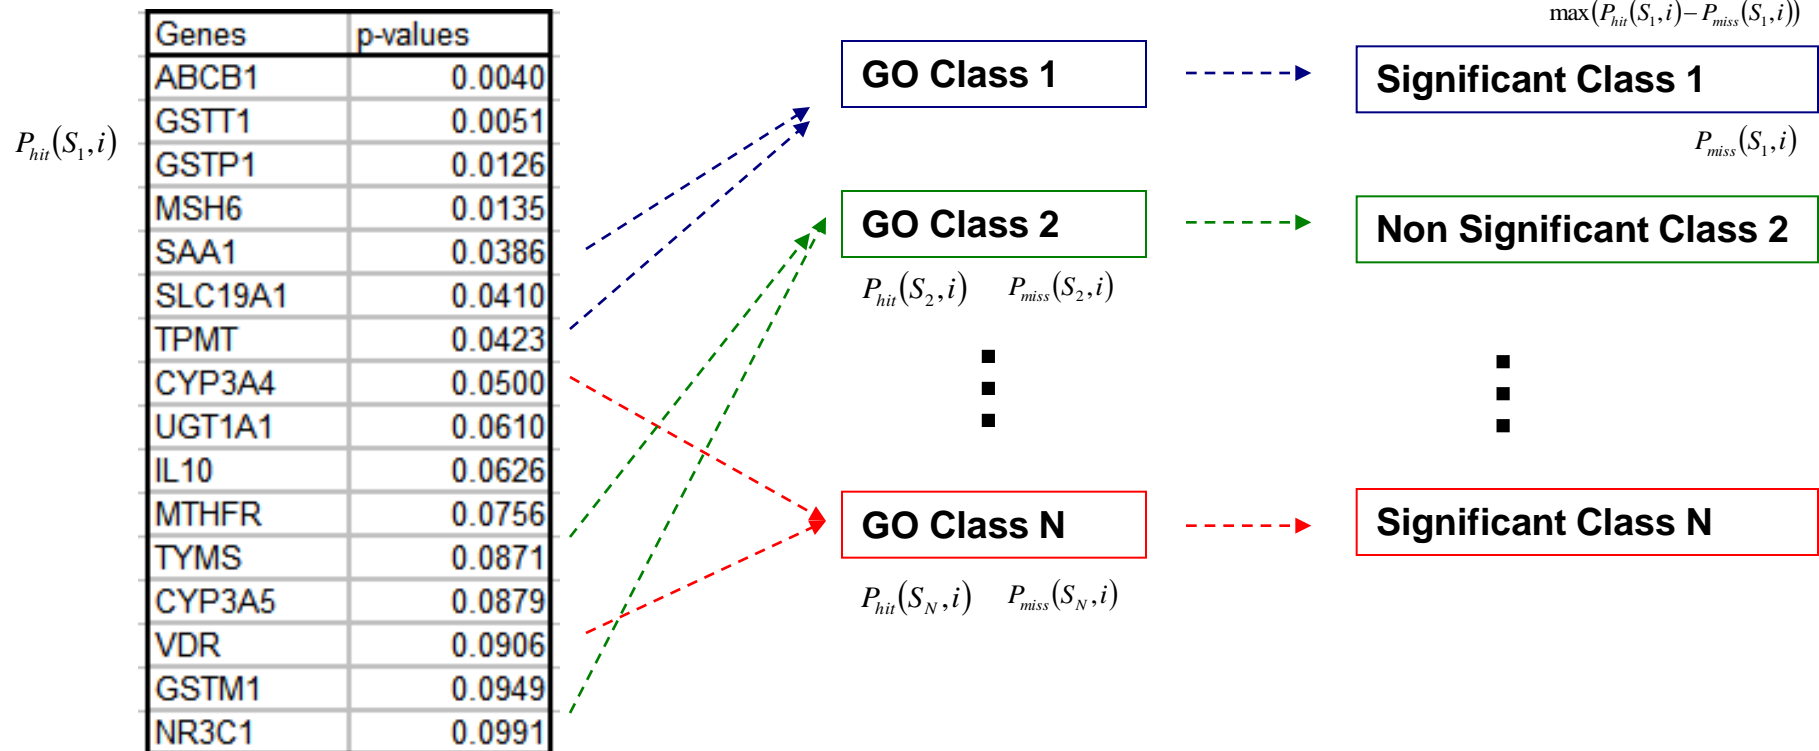 max(P_hit(S_1,i) − P_miss(S_1,i))
Genes p-values
ABCB1 0.0040
GSTT1 0.0051
GSTP1 0.0126
MSH6 0.0135
SAA1 0.0386
SLC19A1 0.0410
TPMT 0.0423
CYP3A4 0.0500
UGT1A1 0.0610
IL10 0.0626
MTHFR 0.0756
TYMS 0.0871
CYP3A5 0.0879
VDR 0.0906
GSTM1 0.0949
NR3C1 0.0991
P_hit(S_1,i)
GO Class 1
Significant Class 1
P_miss(S_1,i)
GO Class 2
Non Significant Class 2
P_hit(S_2,i) P_miss(S_2,i)
GO Class N
Significant Class N
P_hit(S_N,i) P_miss(S_N,i)